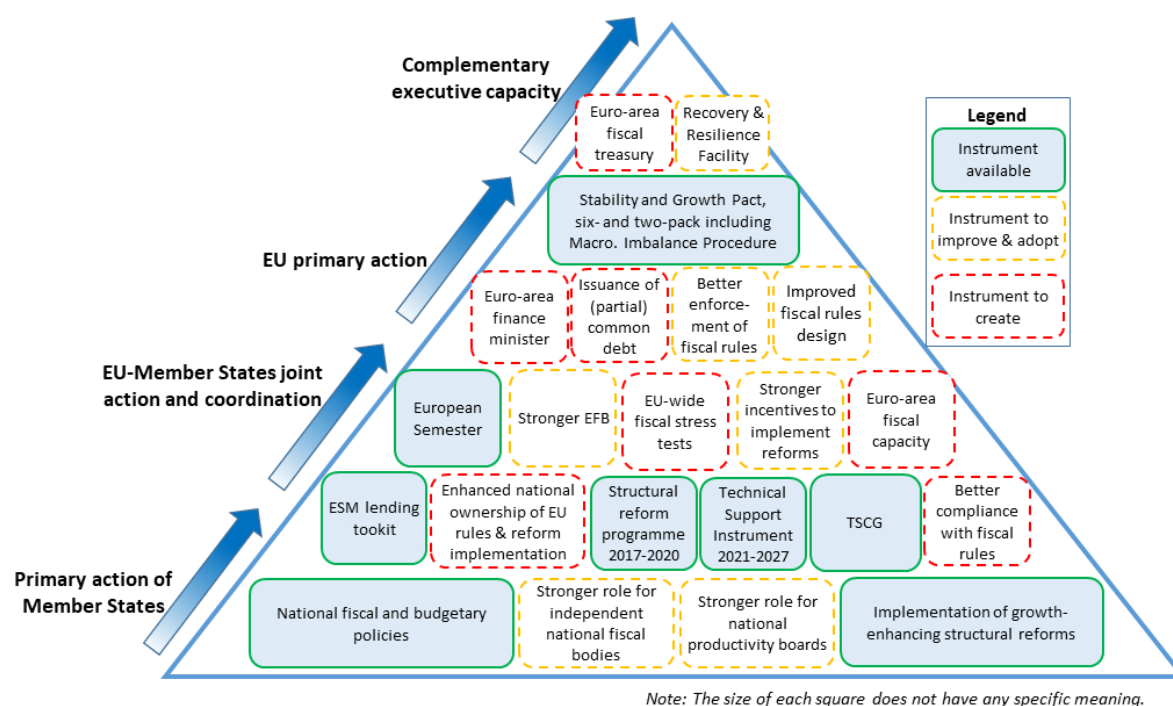 Complementary
executive capacity
Euro-area
fiscal
treasury
Recovery &
Resilience
Facility
Legend
Instrument
available
Instrument to
improve & adopt
Instrument to
create
EU primary action
Stability and Growth Pact,
six- and two-pack including
Macro. Imbalance Procedure
Euro-area
finance
minister
Issuance of
(partial)
common
debt
Better
enforce-
ment of
fiscal rules
Improved
fiscal rules
design
EU-Member States joint
action and coordination
European
Semester
Stronger EFB
EU-wide
fiscal stress
tests
Stronger
incentives to
implement
reforms
Euro-area
fiscal
capacity
ESM lending
tookit
Enhanced national
ownership of EU
rules & reform
implementation
Structural
reform
programme
2017-2020
Technical
Support
Instrument
2021-2027
TSCG
Better
compliance
with fiscal
rules
Primary action of
Member States
National fiscal and budgetary
policies
Stronger role for
independent
national fiscal
bodies
Stronger role for
national
productivity boards
Implementation of growth-
enhancing structural reforms
Note: The size of each square does not have any specific meaning.